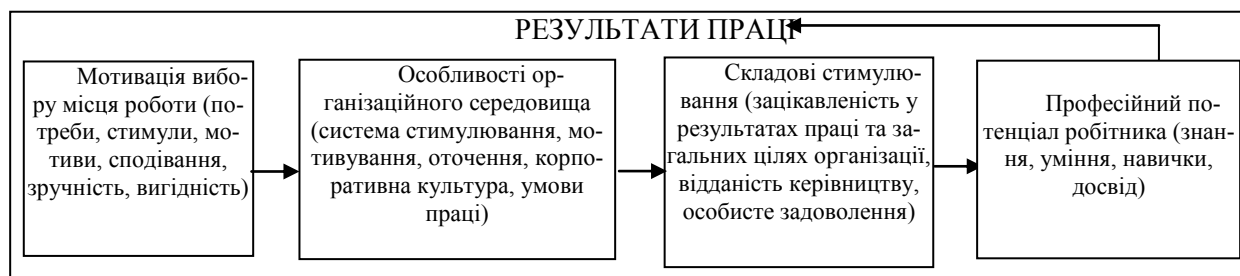 РЕЗУЛЬТАТИ ПРАЦІ
Мотивація вибо-
ру місця роботи (по-
треби, стимули, мо-
тиви, сподівання,
зручність, вигідність)
Особливості ор-
ганізаційного середовища
(система стимулювання, мо-
тивування, оточення, корпо-
ративна культура, умови
праці)
Складові стимулю-
вання (зацікавленість у
результатах праці та за-
гальних цілях організації,
відданість керівництву,
особисте задоволення)
Професійний по-
тенціал робітника (знан-
ня, уміння, навички,
досвід)